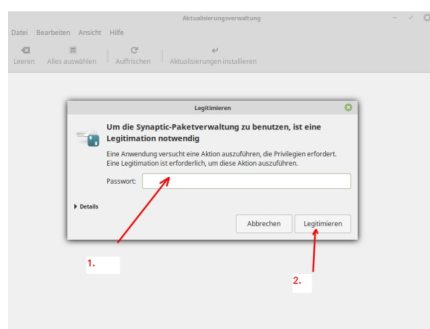 Aktualisierungsverwaltung
Datei Bearbeiten Ansicht Hilfe
Leeren Alles auswählen Auffrischen Aktualisierungen installieren
Legitimieren
Um die Synaptic-Paketverwaltung zu benutzen, ist eine
Legitimation notwendig
Eine Anwendung versucht eine Aktion auszuführen, die Privilegien erfordert.
Eine Legitimation ist erforderlich, um diese Aktion auszuführen.
Passwort:
Details
Abbrechen Legitimieren
1.
2.